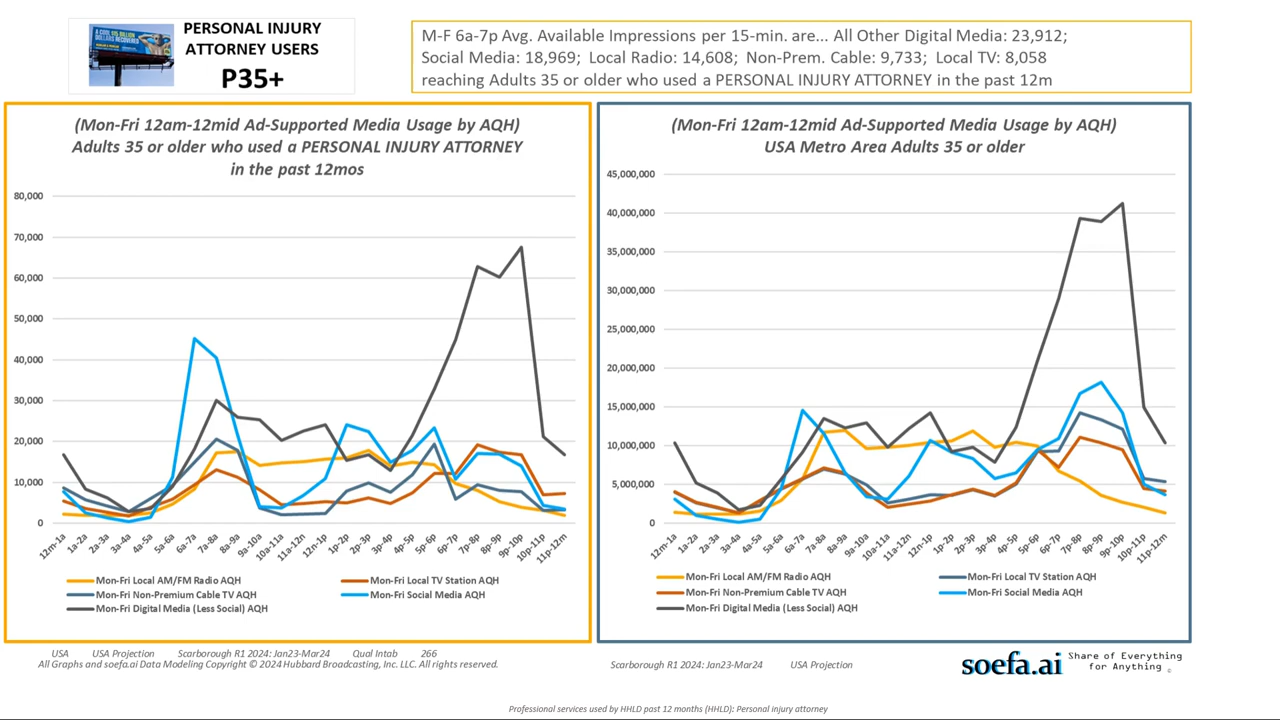 PERSONAL INJURY
ATTORNEY USERS
P35+
M-F 6a-7p Avg. Available Impressions per 15-min. are... All Other Digital Media: 23,912;
Social Media: 18,969; Local Radio: 14,608; Non-Prem. Cable: 9,733; Local TV: 8,058
reaching Adults 35 or older who used a PERSONAL INJURY ATTORNEY in the past 12m
(Mon-Fri 12am-12mid Ad-Supported Media Usage by AQH)
Adults 35 or older who used a PERSONAL INJURY ATTORNEY
in the past 12mos
80,000
70,000
60,000
50,000
40,000
30,000
20,000
10,000
0
12m-1a 1a-2a 2a-3a 3a-4a 4a-5a 5a-6a 6a-7a 7a-8a 8a-9a 9a-10a 10a-11a 11a-12n 12n-1p 1p-2p 2p-3p 3p-4p 4p-5p 5p-6p 6p-7p 7p-8p 8p-9p 9p-10p 10p-11p 11p-12m
Mon-Fri Local AM/FM Radio AQH
Mon-Fri Local TV Station AQH
Mon-Fri Non-Premium Cable TV AQH
Mon-Fri Social Media AQH
Mon-Fri Digital Media (Less Social) AQH
(Mon-Fri 12am-12mid Ad-Supported Media Usage by AQH)
USA Metro Area Adults 35 or older
45,000,000
40,000,000
35,000,000
30,000,000
25,000,000
20,000,000
15,000,000
10,000,000
5,000,000
0
12m-1a 1a-2a 2a-3a 3a-4a 4a-5a 5a-6a 6a-7a 7a-8a 8a-9a 9a-10a 10a-11a 11a-12n 12n-1p 1p-2p 2p-3p 3p-4p 4p-5p 5p-6p 6p-7p 7p-8p 8p-9p 9p-10p 10p-11p 11p-12m
Mon-Fri Local AM/FM Radio AQH
Mon-Fri Local TV Station AQH
Mon-Fri Non-Premium Cable TV AQH
Mon-Fri Social Media AQH
Mon-Fri Digital Media (Less Social) AQH
USA USA Projection Scarborough R1 2024: Jan23-Mar24 Qual Intab 266
All Graphs and soefa.ai Data Modeling Copyright © 2024 Hubbard Broadcasting, Inc. LLC. All rights reserved.
Scarborough R1 2024: Jan23-Mar24 USA Projection
soefa.ai
Share of Everything
for Anything ©
Professional services used by HHLD past 12 months (HHLD): Personal injury attorney